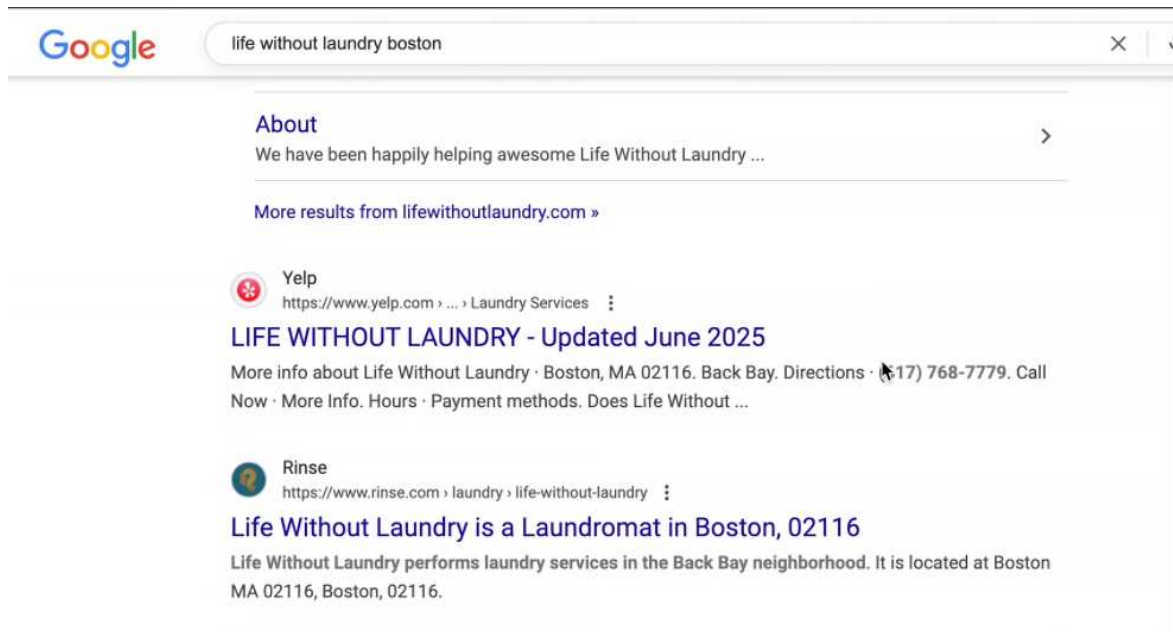 Google
life without laundry boston
About
We have been happily helping awesome Life Without Laundry ...
More results from lifewithoutlaundry.com »
Yelp
https://www.yelp.com › ... › Laundry Services
LIFE WITHOUT LAUNDRY - Updated June 2025
More info about Life Without Laundry · Boston, MA 02116. Back Bay. Directions · 17) 768-7779. Call
Now · More Info. Hours · Payment methods. Does Life Without ...
Rinse
https://www.rinse.com › laundry › life-without-laundry
Life Without Laundry is a Laundromat in Boston, 02116
Life Without Laundry performs laundry services in the Back Bay neighborhood. It is located at Boston
MA 02116, Boston, 02116.